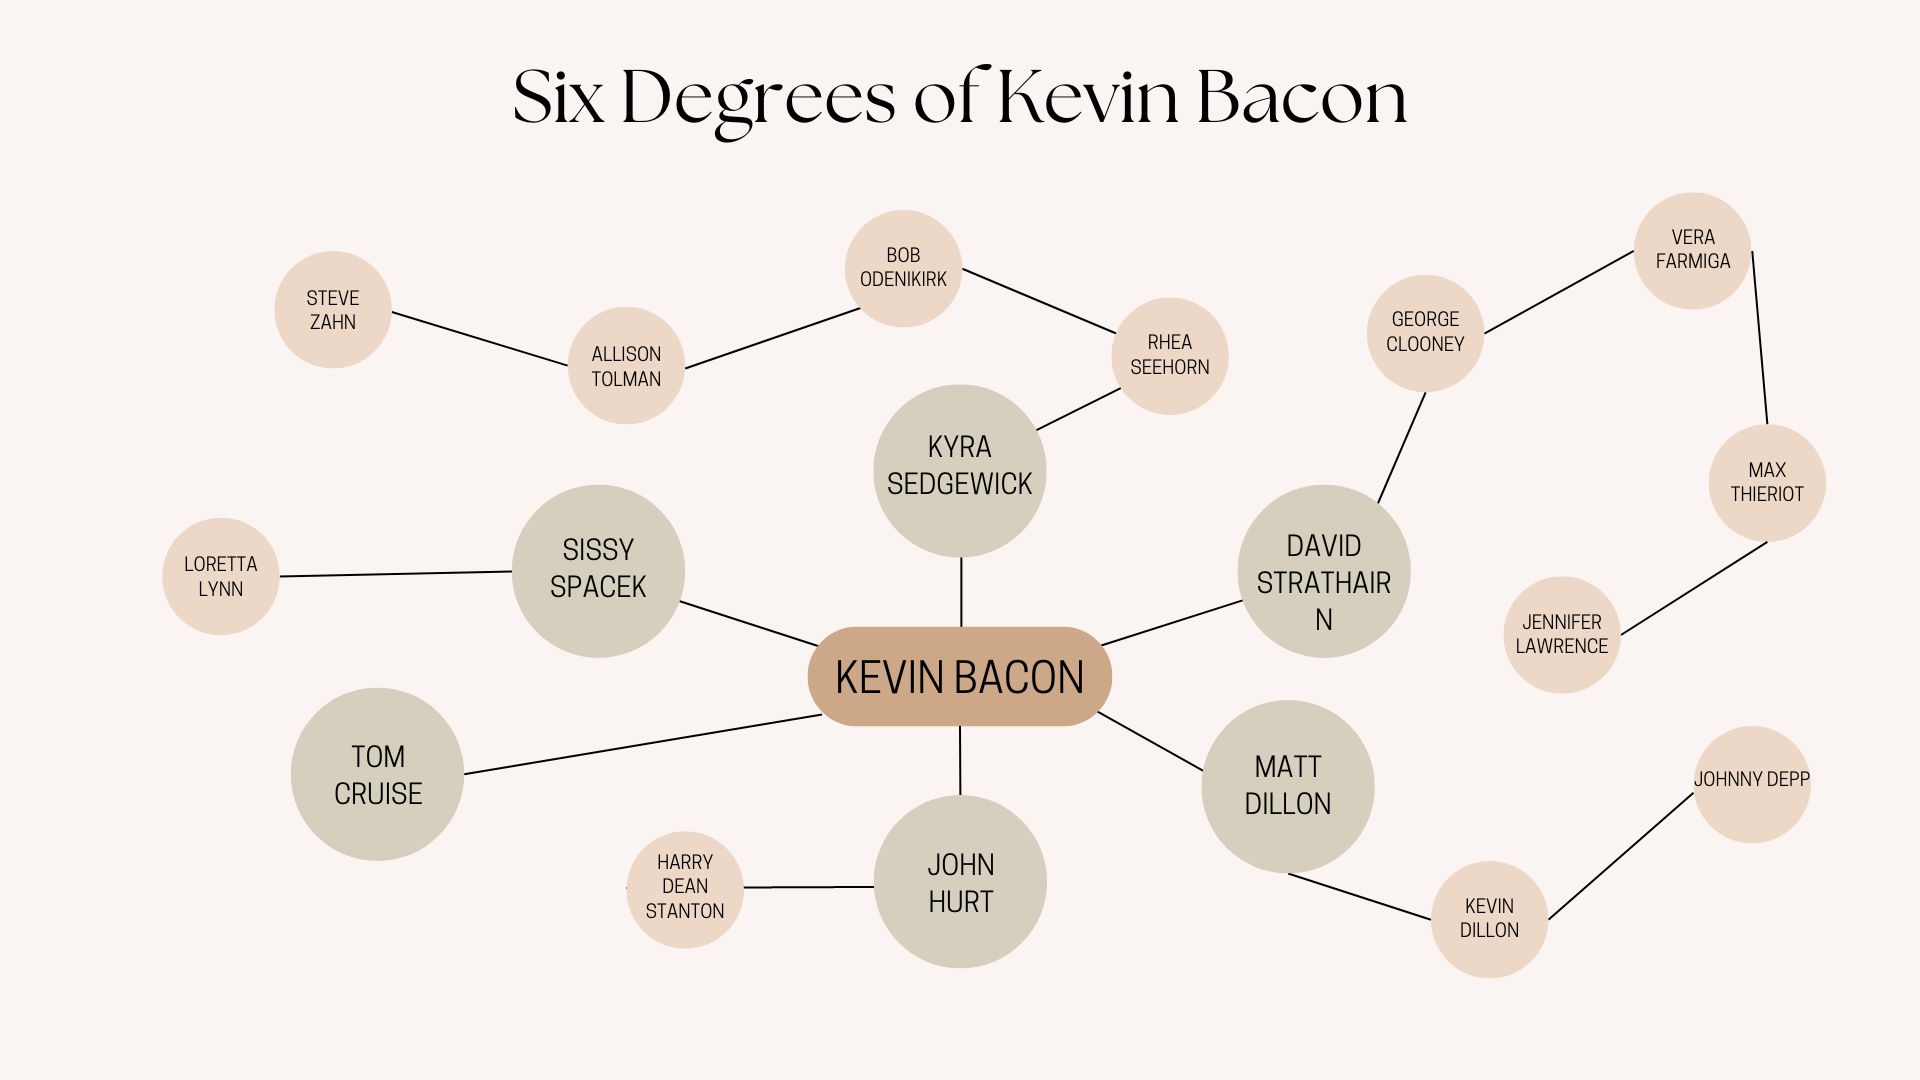 Six Degrees of Kevin Bacon
STEVE
ZAHN
ALLISON
TOLMAN
BOB
ODENIKIRK
RHEA
SEEHORN
KYRA
SEDGEWICK
GEORGE
CLOONEY
VERA
FARMIGA
MAX
THIERIOT
JENNIFER
LAWRENCE
DAVID
STRATHAIR
N
LORETTA
LYNN
SISSY
SPACEK
KEVIN BACON
TOM
CRUISE
HARRY
DEAN
STANTON
JOHN
HURT
MATT
DILLON
KEVIN
DILLON
JOHNNY DEPP